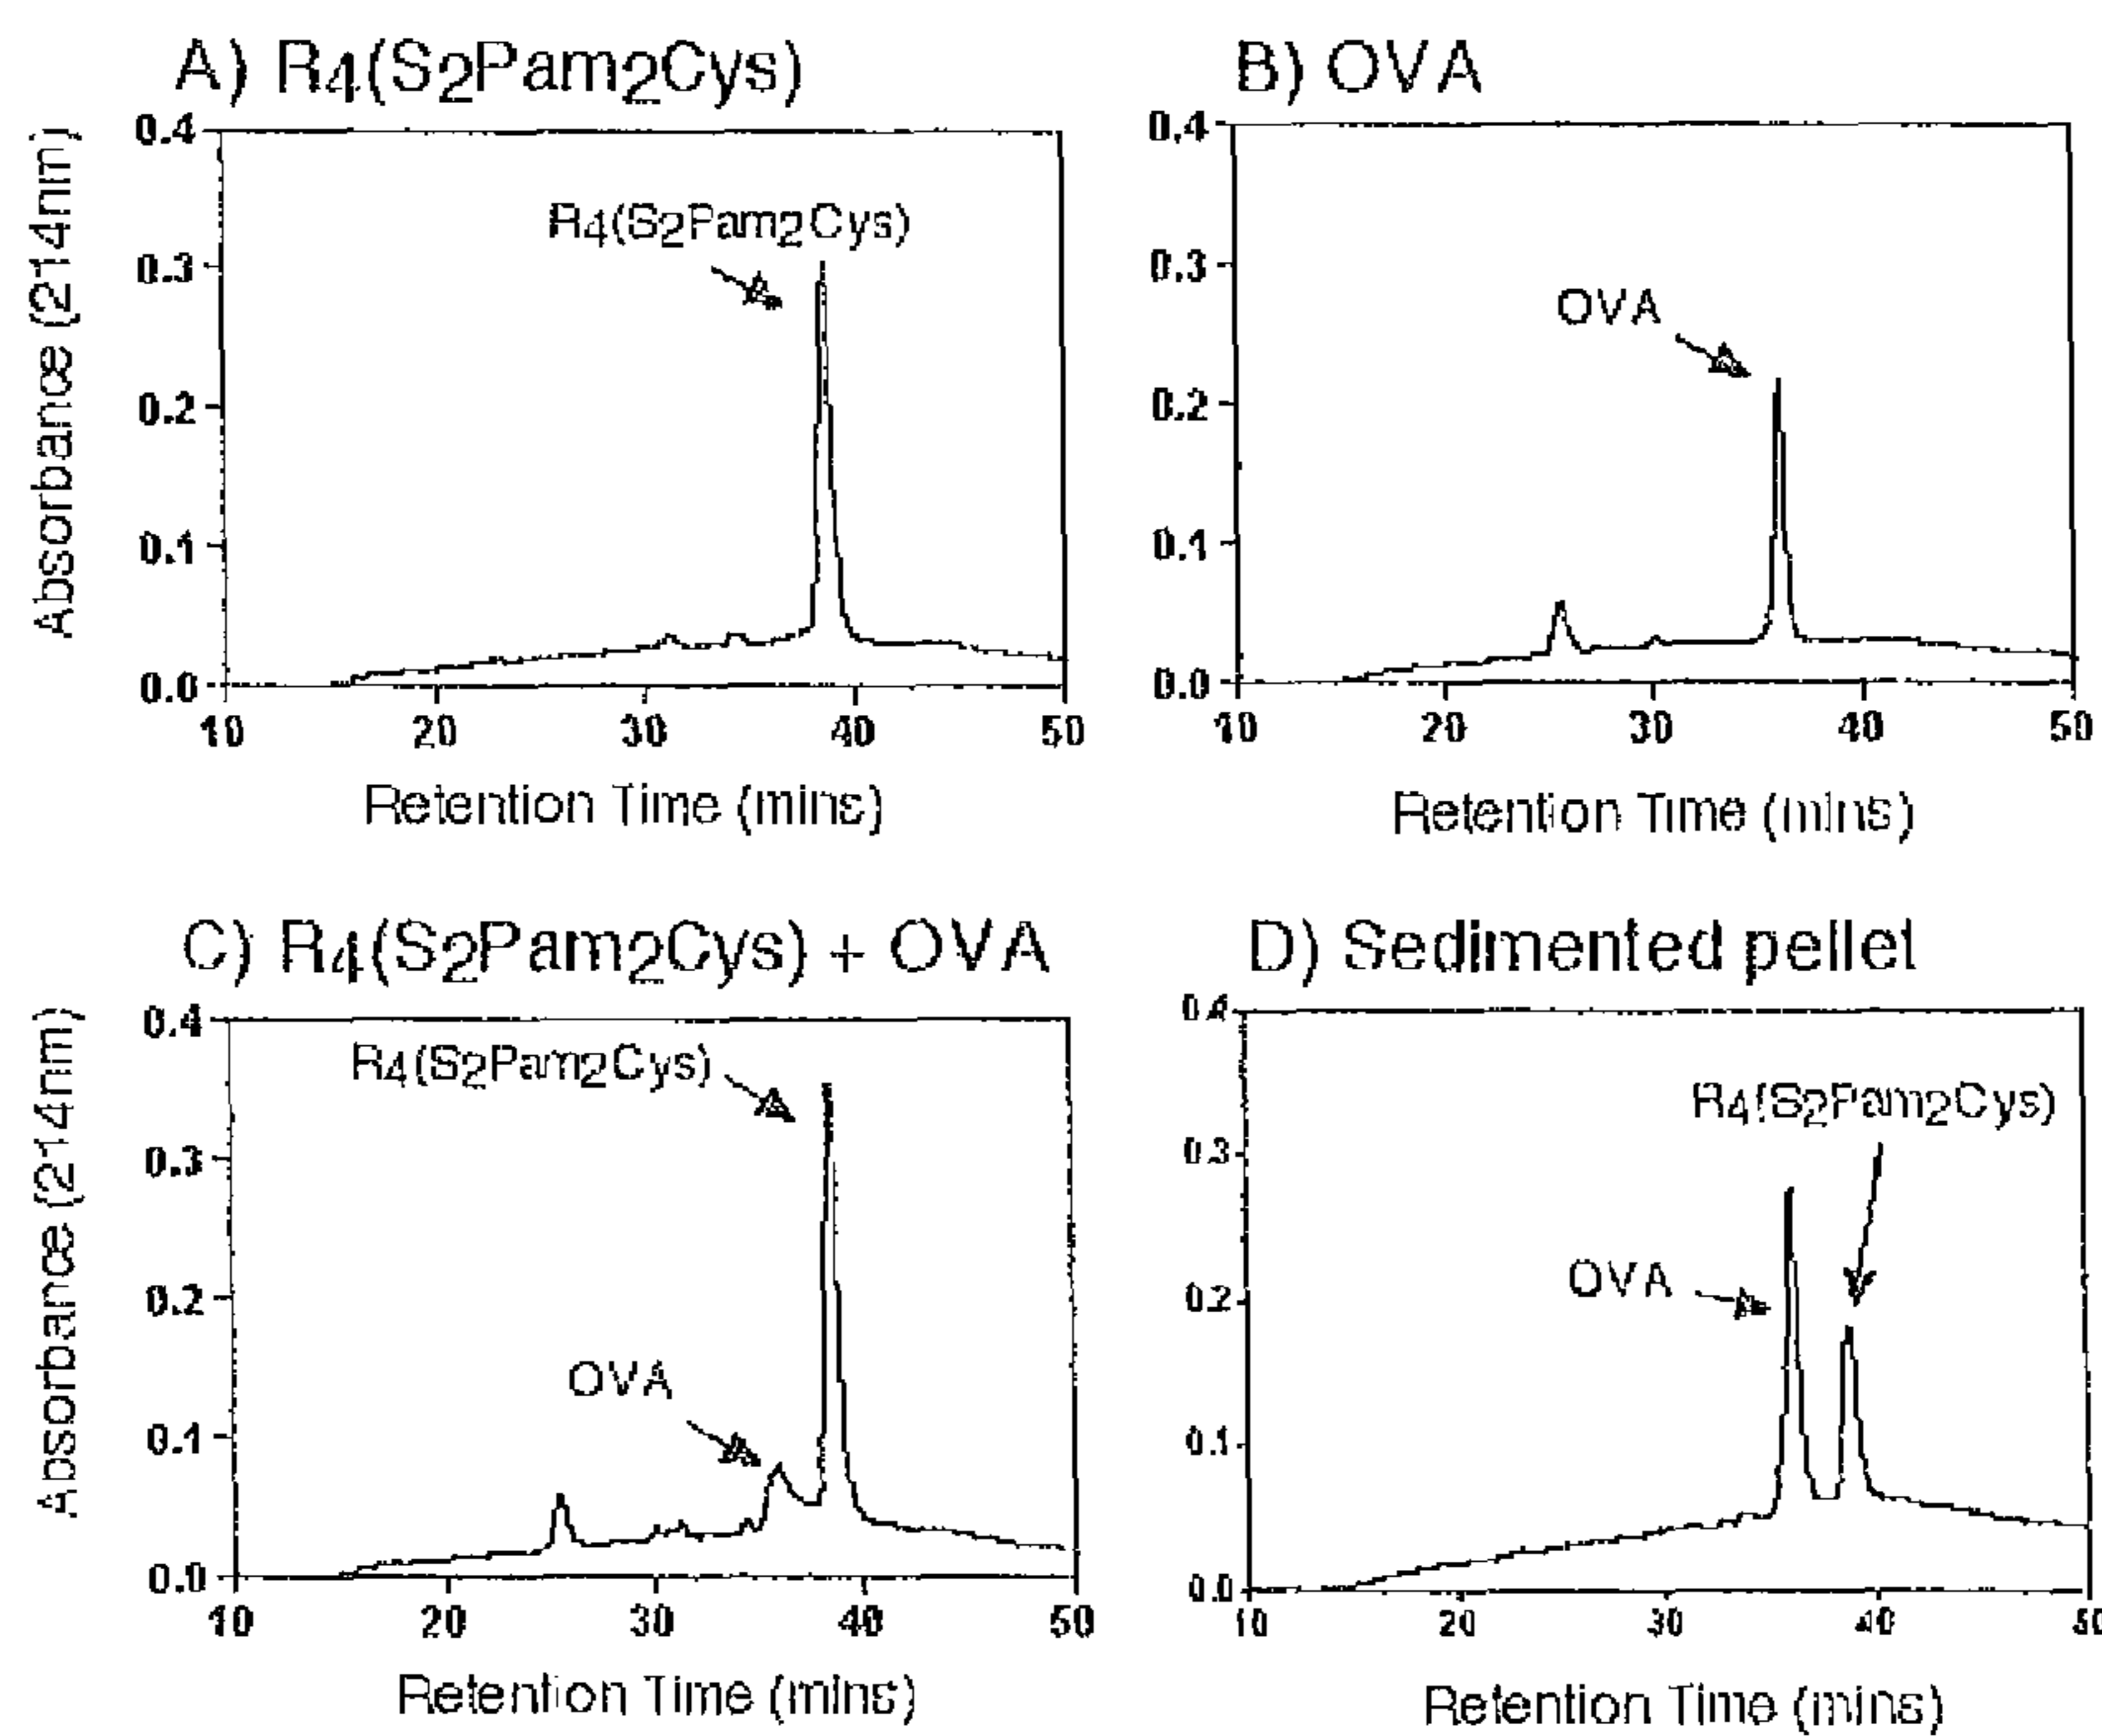 A) R4(S2Pam2Cys)
0.4
0.3
0.2
0.1
0.0
Absorbance (214nm)
R4(S2Pam2Cys)
10 20 30 40 50
Retention Time (mins)
B) OVA
0.4
0.3
0.2
0.1
0.0
OVA
10 20 30 40 50
Retention Time (mins)
C) R4(S2Pam2Cys) + OVA
0.4
0.3
0.2
0.1
0.0
Absorbance (214nm)
R4(S2Pam2Cys)
OVA
10 20 30 40 50
Retention Time (mins)
D) Sedimented pellet
0.4
0.3
0.2
0.1
0.0
R4(S2Pam2Cys)
OVA
10 20 30 40 50
Retention Time (mins)